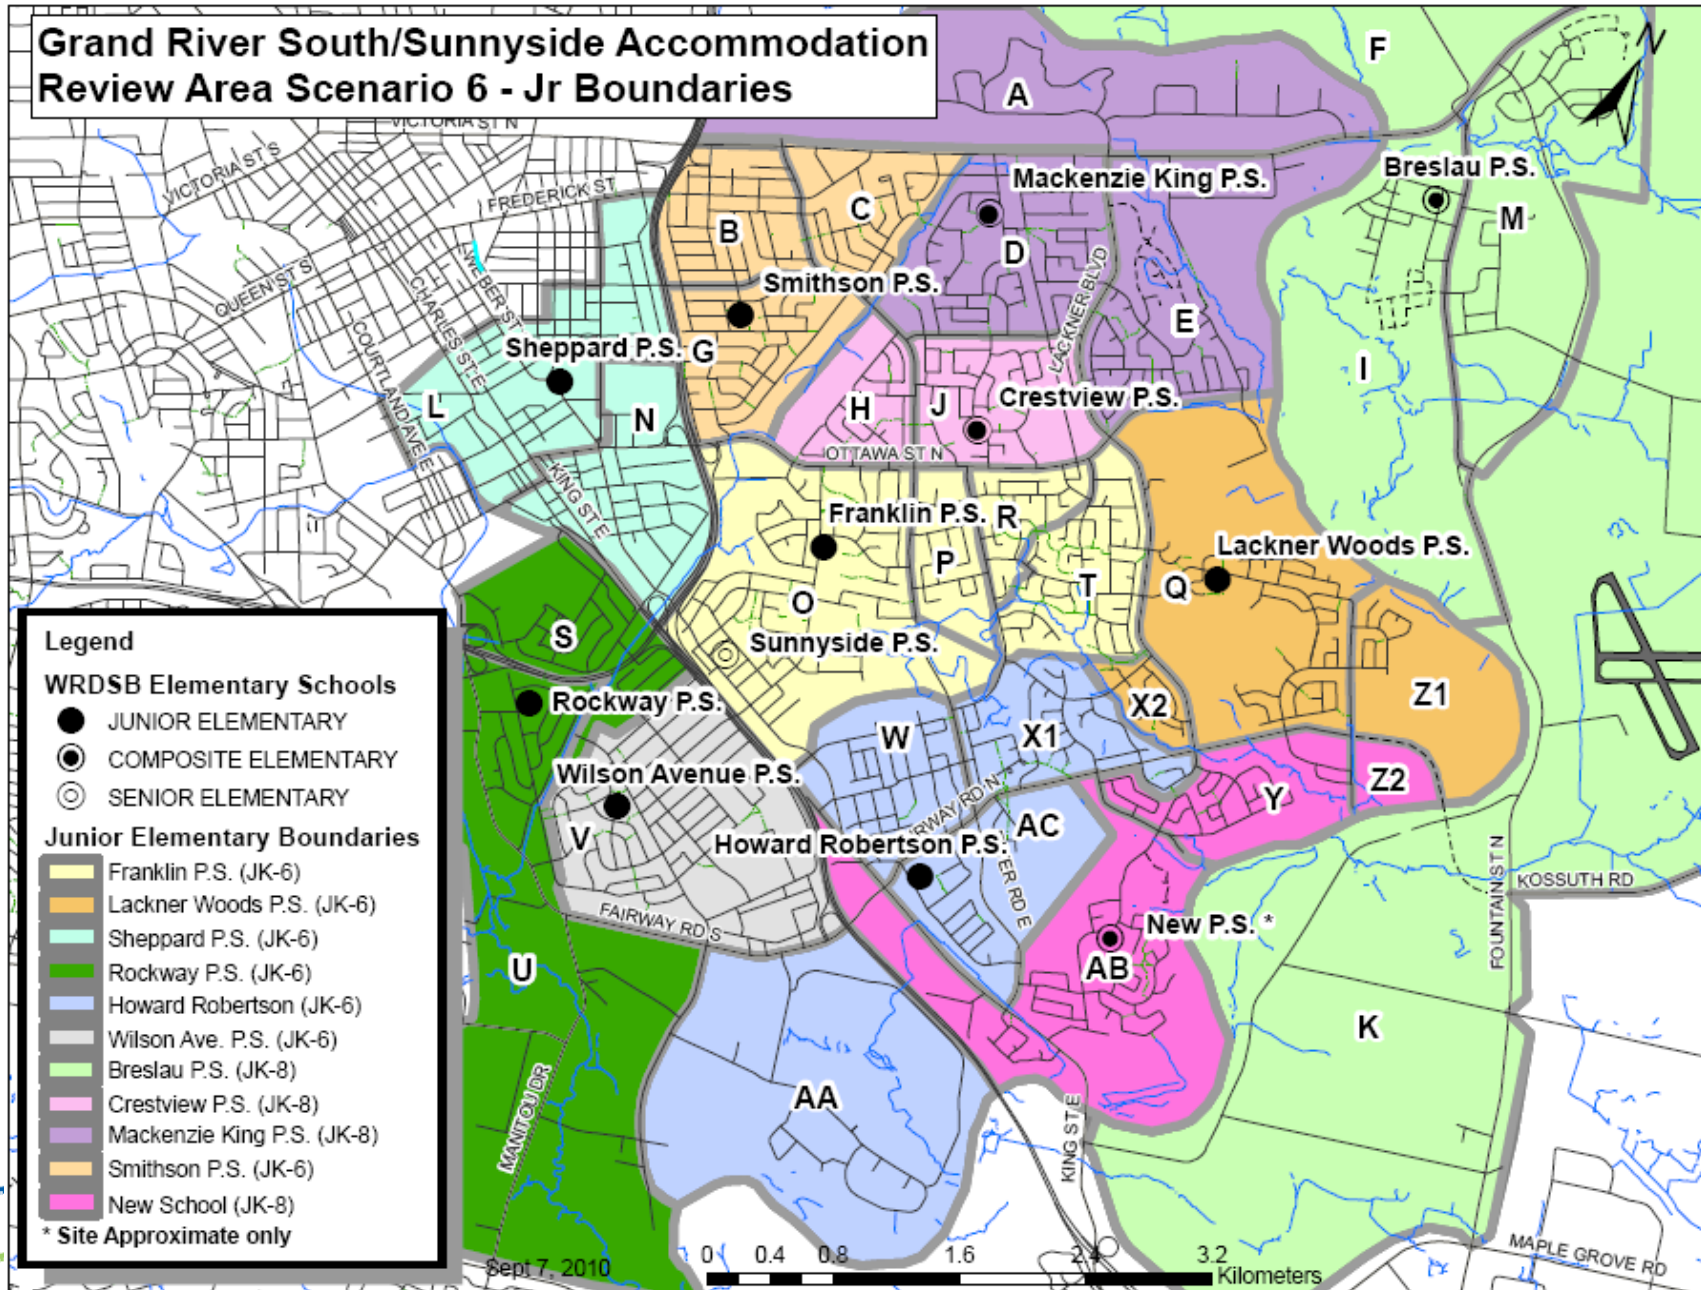 Grand River South/Sunnyside Accommodation
Review Area Scenario 6 - Jr Boundaries
N
F
A
VICTORIA ST N
VICTORIA ST S
FREDERICK ST
Mackenzie King P.S.
Breslau P.S.
B
C
D
M
QUEEN ST S
WEBER ST E
CHARLES ST E
COURTLAND AVE E
LACKNER BLVD
Smithson P.S.
E
Sheppard P.S.
G
I
L
N
H
J
Crestview P.S.
OTTAWA ST N
KING ST E
Franklin P.S.
R
P
Lackner Woods P.S.
T
Q
O
S
Sunnyside P.S.
Rockway P.S.
X2
Z1
W
X1
Wilson Avenue P.S.
V
Y
Z2
FAIRWAY RD N
AC
Howard Robertson P.S.
FAIRWAY RD S
New P.S. *
AB
U
KOSSUTH RD
FOUNTAIN ST N
K
AA
MANITOU DR
KING ST E
MAPLE GROVE RD
Legend
WRDSB Elementary Schools
JUNIOR ELEMENTARY
COMPOSITE ELEMENTARY
SENIOR ELEMENTARY
Junior Elementary Boundaries
Franklin P.S. (JK-6)
Lackner Woods P.S. (JK-6)
Sheppard P.S. (JK-6)
Rockway P.S. (JK-6)
Howard Robertson (JK-6)
Wilson Ave. P.S. (JK-6)
Breslau P.S. (JK-8)
Crestview P.S. (JK-8)
Mackenzie King P.S. (JK-8)
Smithson P.S. (JK-6)
New School (JK-8)
* Site Approximate only
Sept 7, 2010
0 0.4 0.8 1.6 2.4 3.2
Kilometers